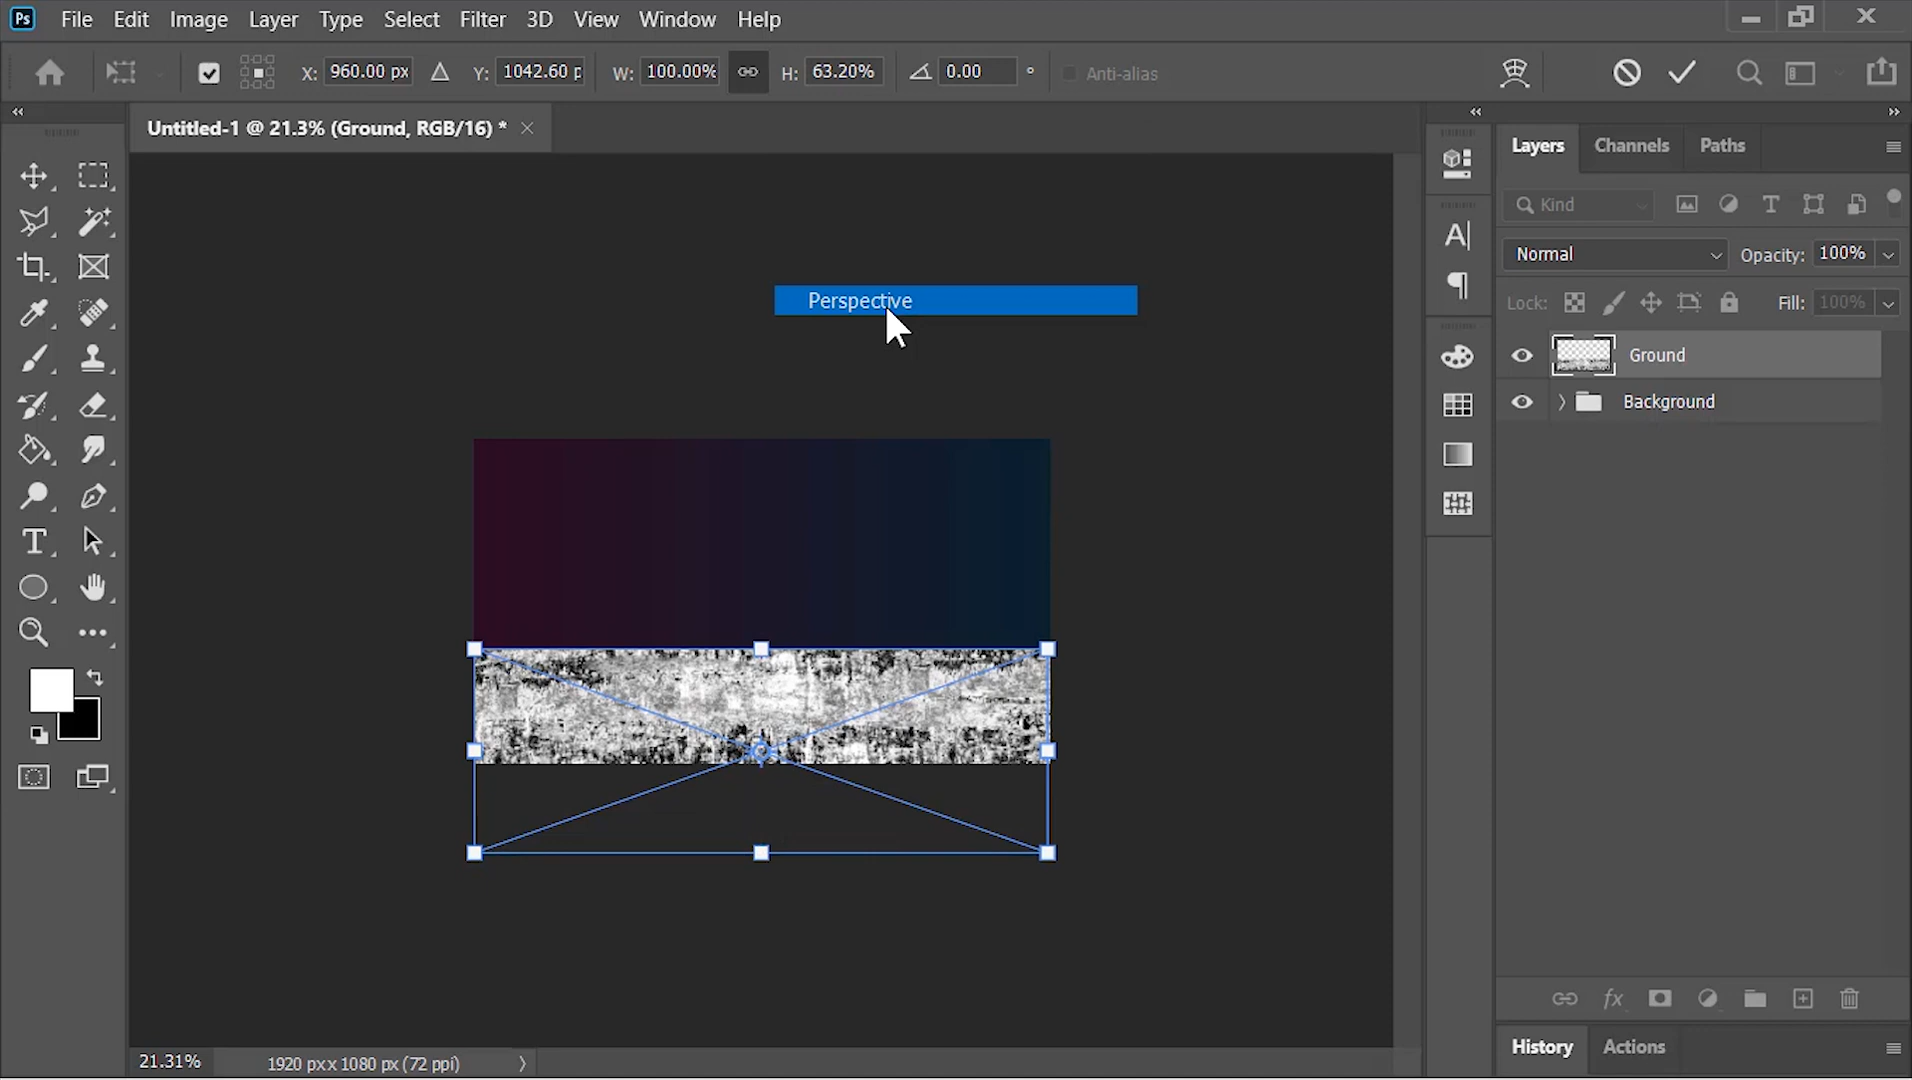 Ps File Edit Image Layer Type Select Filter 3D View Window Help
X: 960.00 px Y: 1042.60 p W: 100.00% H: 63.20% 0.00 ° Anti-alias
Untitled-1 @ 21.3% (Ground, RGB/16) *
Layers Channels Paths
Kind
Normal Opacity: 100%
Lock: Fill: 100%
Perspective
Ground
Background
History Actions
21.31% 1920 px x 1080 px (72 ppi)